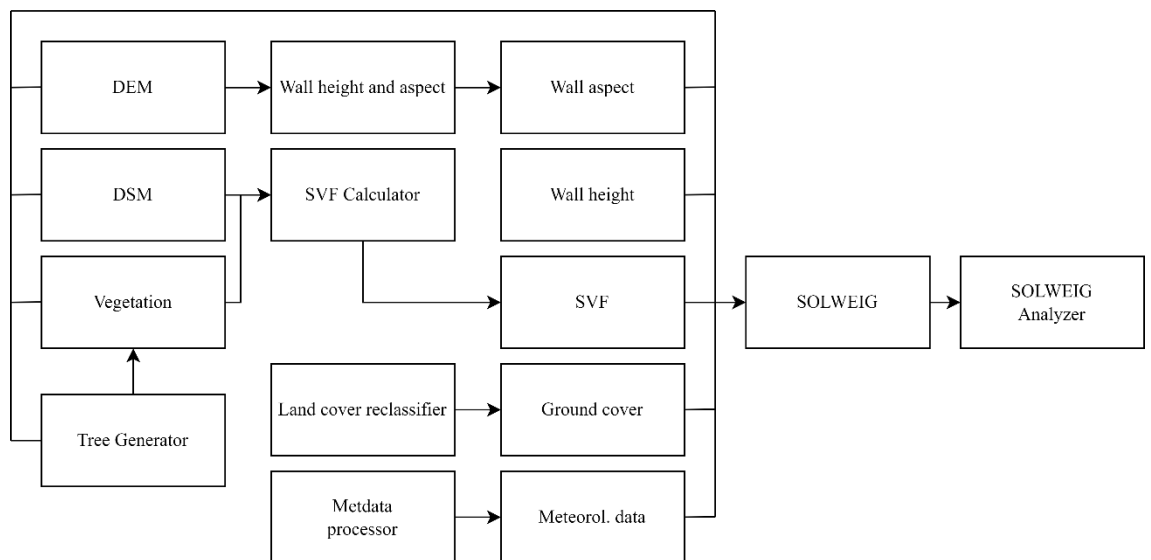 DEM
Wall height and aspect
Wall aspect
DSM
SVF Calculator
Wall height
Vegetation
SVF
SOLWEIG
SOLWEIG
Analyzer
Tree Generator
Land cover reclassifier
Ground cover
Metdata
processor
Meteorol. data